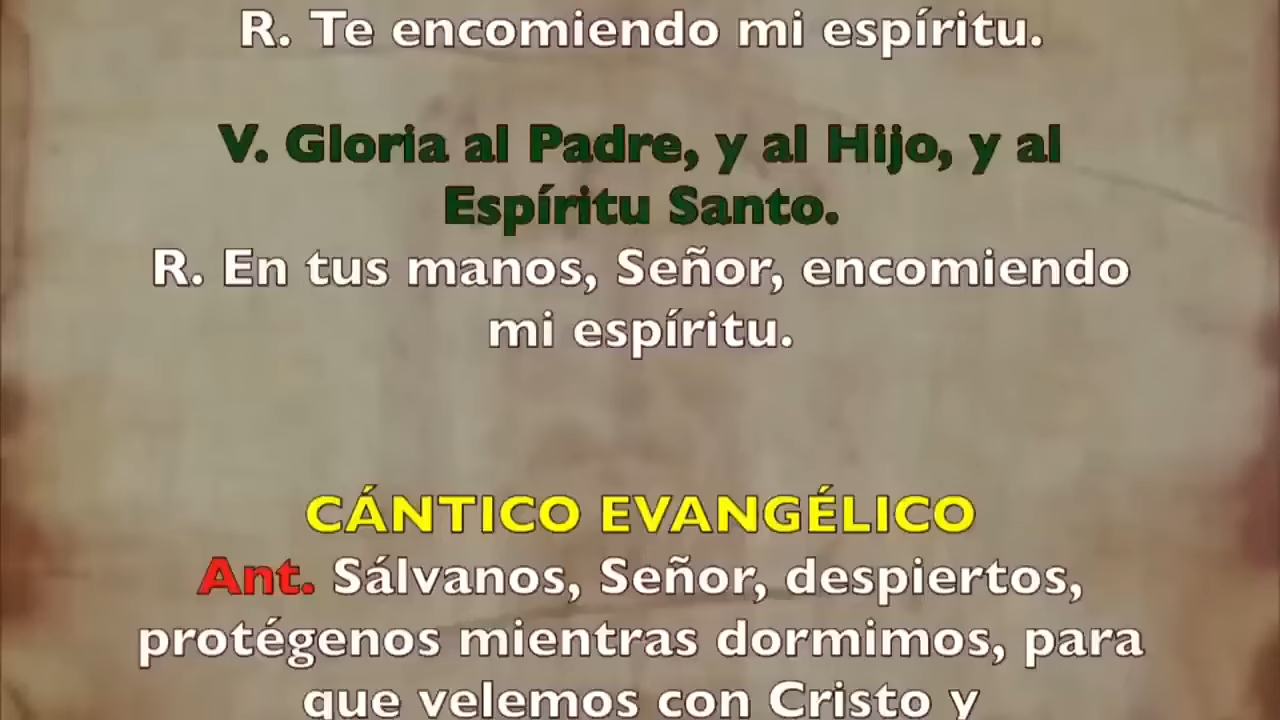 R. Te encomiendo mi espíritu.
V. Gloria al Padre, y al Hijo, y al
Espíritu Santo.
R. En tus manos, Señor, encomiendo
mi espíritu.
CÁNTICO EVANGÉLICO
Ant. Sálvanos, Señor, despiertos,
protégenos mientras dormimos, para
que velemos con Cristo y